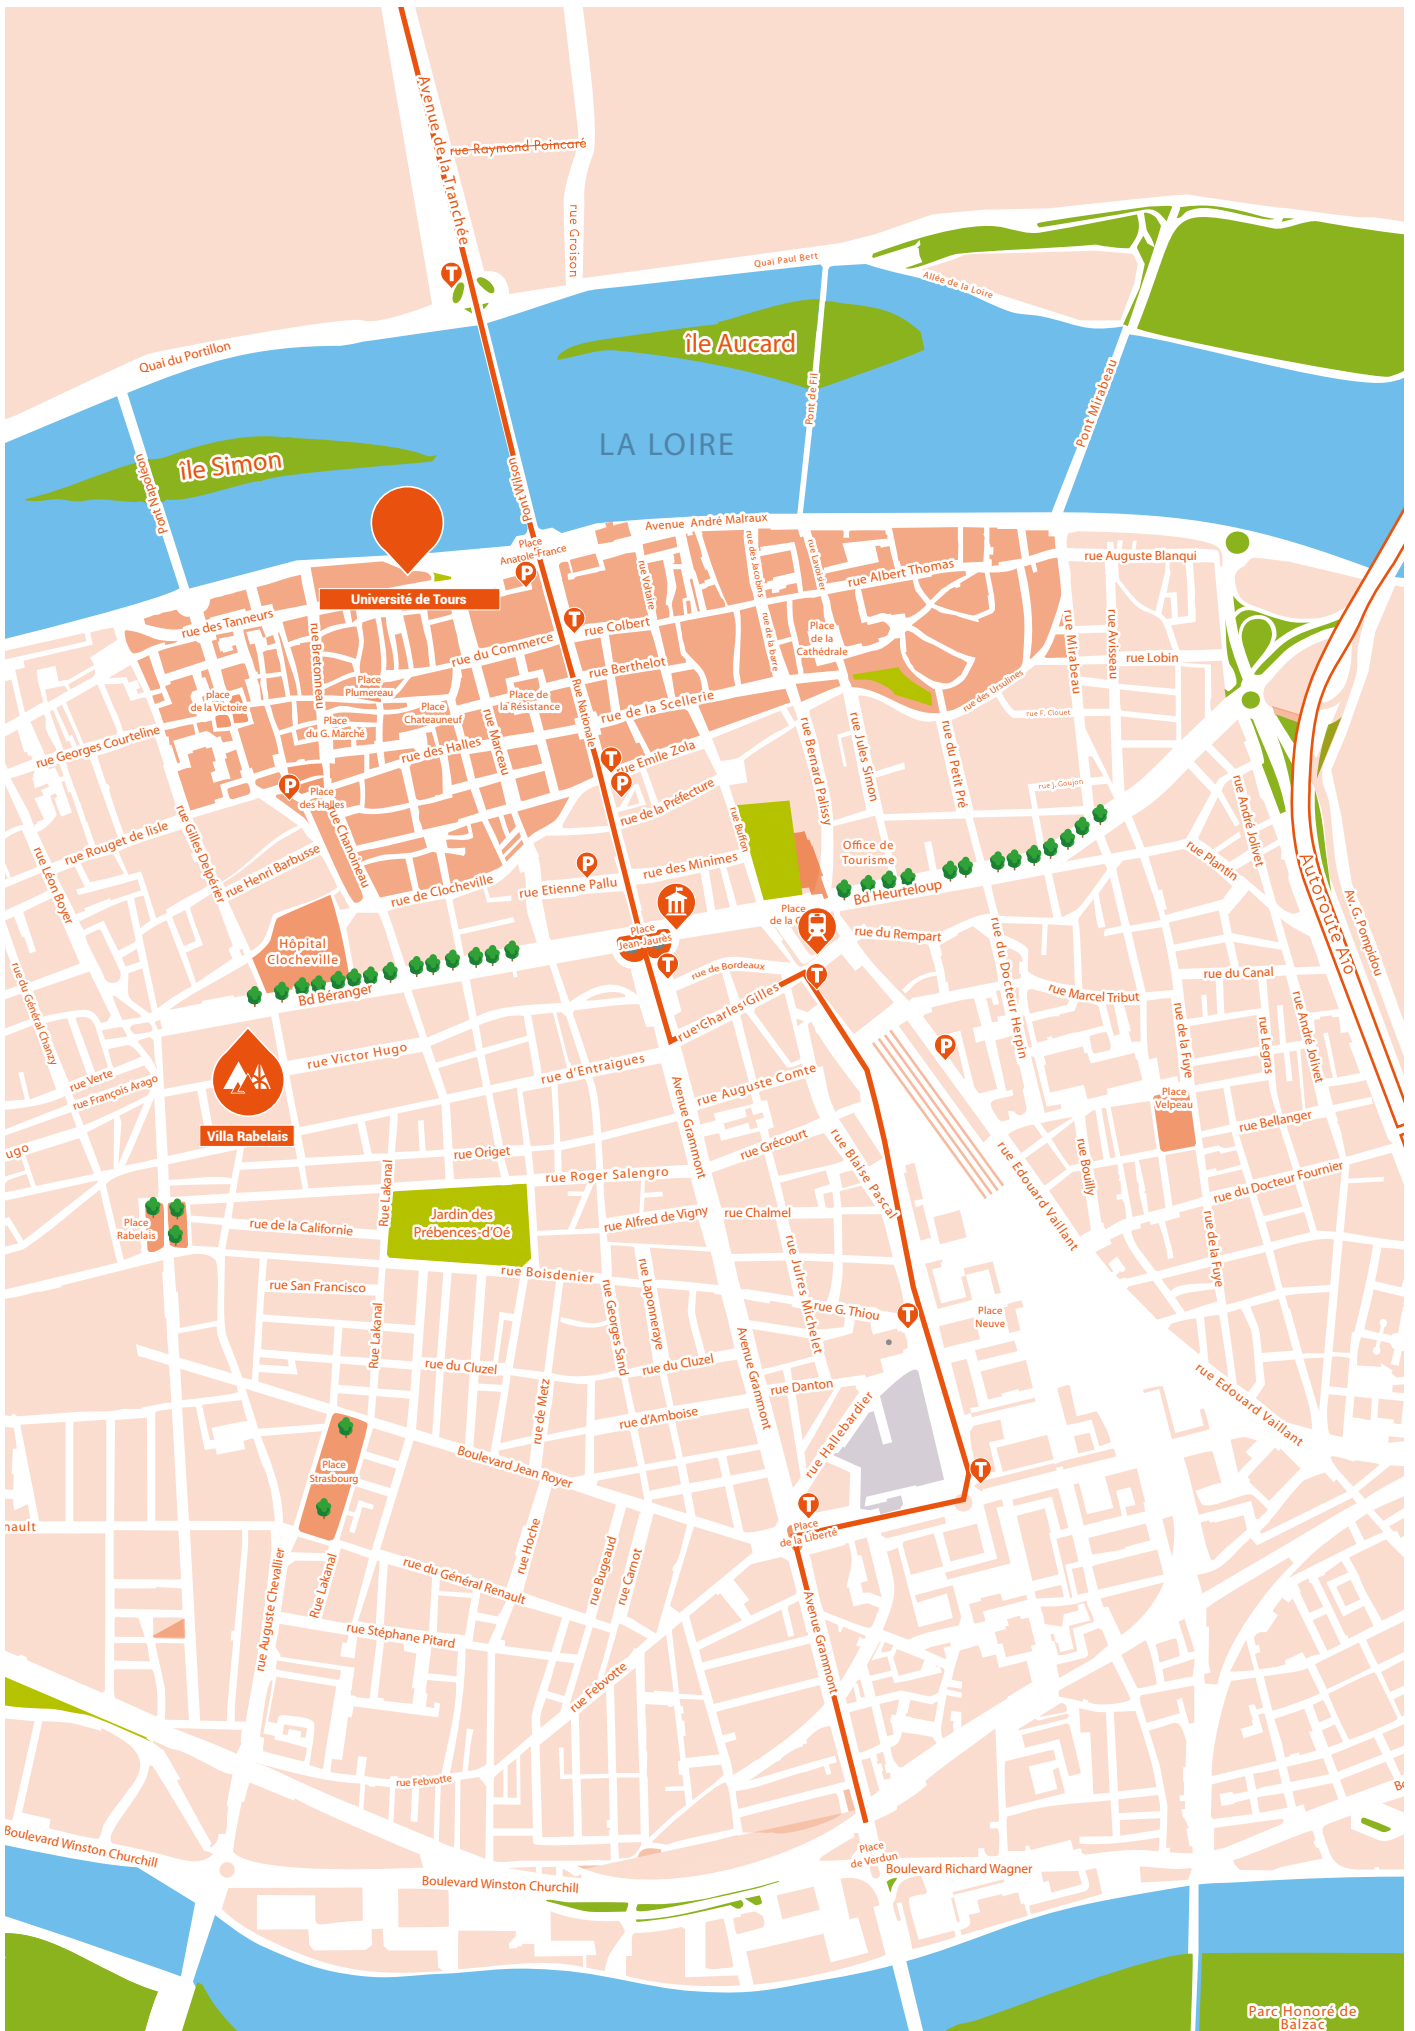 Avenue de la Tranchée
rue Raymond Poincaré
rue Groison
Quai Paul Bert
Allée de la Loire
T
Quai du Portillon
île Aucard
Pont de Fil
Pont Mirabeau
LA LOIRE
île Simon
Pont Napoléon
Pont Wilson
Avenue André Malraux
Place
Anatole France
P
rue Auguste Blanqui
rue des Jacobins
rue Lavoisier
rue Albert Thomas
rue Voltaire
Université de Tours
rue des Tanneurs
rue Bretonneau
T
rue Colbert
rue du Commerce
rue de la barre
Place
de la
Cathédrale
rue Mirabeau
rue Avisseau
rue Lobin
rue Berthelot
Place
Plumereau
place
de la Victoire
Place
Chateauneuf
Place de
la Résistance
rue des Ursulines
rue F. Clouet
Place
du G. Marché
rue Marceau
Rue Nationale
rue de la Scellerie
rue Georges Courteline
rue des Halles
rue Bernard Palissy
rue Jules Simon
rue du Petit Pré
T
rue Emile Zola
P
P
Place
des Halles
rue J. Goujon
rue de la Préfecture
rue Buffon
rue André Jolivet
rue Chanoineau
rue Gilles Delpérier
rue Rouget de lisle
rue Léon Boyer
rue Henri Barbusse
rue des Minimes
Office de
Tourisme
rue Plantin
Autoroute A10
Av. G. Pompidou
P
rue de Clocheville
rue Etienne Pallu
Bd Heurteloup
Place
de la G
Hôpital
Clocheville
Place
Jean-Jaurès
rue du Rempart
rue du Docteur Herpin
T
rue de Bordeaux
T
rue du Canal
rue du Général Chanzy
Bd Béranger
rue Charles Gilles
rue Marcel Tribut
rue de la Fuye
rue Legras
rue André Jolivet
P
rue Victor Hugo
rue d'Entraigues
rue Auguste Comte
rue Verte
rue François Arago
Avenue Grammont
Place
Velpeau
Villa Rabelais
rue Bellanger
ugo
rue Origet
rue Grécourt
rue Blaise Pascal
rue Edouard Vaillant
rue Bouilly
rue Roger Salengro
rue du Docteur Fournier
Rue Lakanal
Jardin des
Prébences-d'Oé
Place
Rabelais
rue de la Californie
rue Alfred de Vigny
rue Chalmel
rue de la Fuye
rue San Francisco
rue Boisdenier
rue Laponneraye
rue Georges Sand
rue Julres Michelet
rue G. Thiou
T
Place
Neuve
Rue Lakanal
rue du Cluzel
rue du Cluzel
Avenue Grammont
rue Danton
rue Edouard Vaillant
rue de Metz
rue d'Amboise
rue Hallebardier
Place
Strasbourg
Boulevard Jean Royer
T
T
Place
de la Liberté
nault
rue Hoche
rue Bugeaud
rue Carnot
rue Auguste Chevallier
Rue Lakanal
rue du Général Renault
rue Stéphane Pitard
Avenue Grammont
rue Febvotte
rue Febvotte
Bo
Boulevard Winston Churchill
Place
de Verdun
Boulevard Richard Wagner
Boulevard Winston Churchill
Parc Honoré de
Balzac